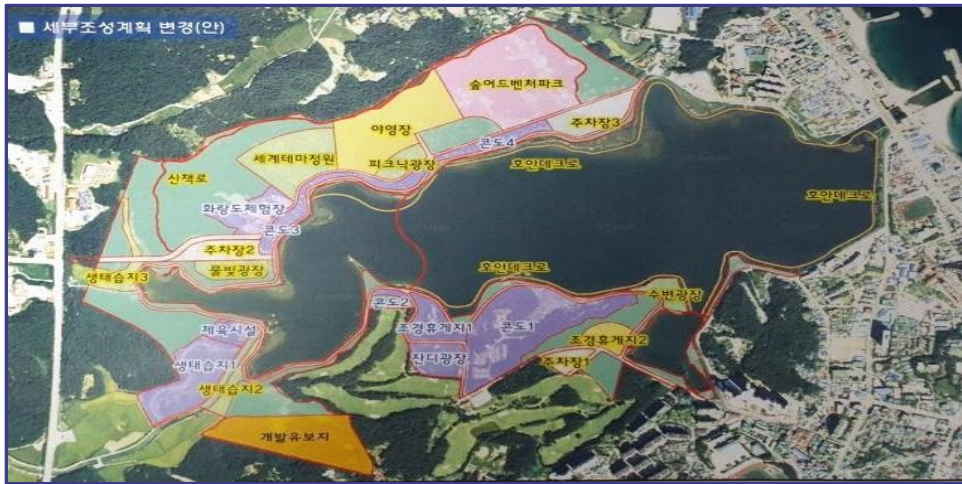 ■ 세부조성계획 변경(안)
숲어드벤처파크
야영장
주차장3
콘도4
세계테마정원
피크닉광장
호안데크로
산책로
호안데크로
화랑도체험장
콘도3
주차장2
물빛광장
생태습지3
호안데크로
콘도2
수변광장
체육시설
조경휴게지1
콘도1
조경휴게지2
잔디광장
주차장1
생태습지1
생태습지2
개발유보지